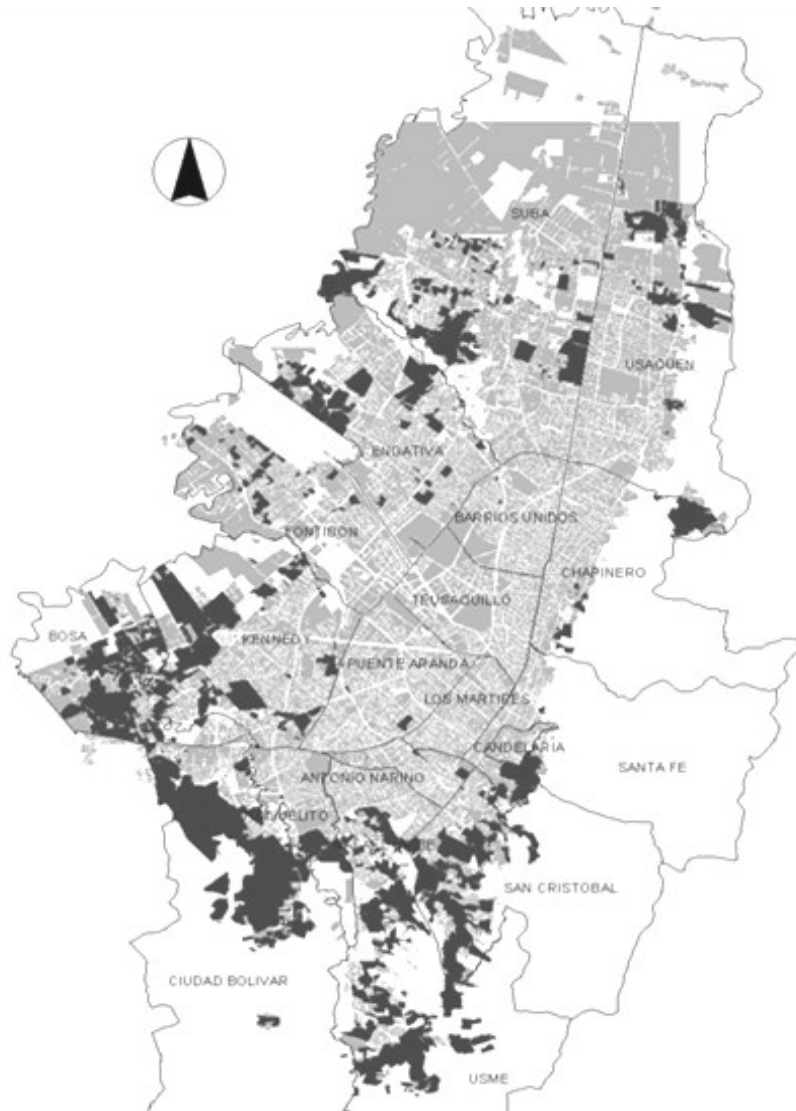 SUBA
USAQUEN
ENGATIVA
BARRIOS UNIDOS
FONTIBON
CHAPINERO
TEUSAQUILLO
BOSA
KENNEDY
PUENTE ARANDA
LOS MARTIRES
CANDELARIA
SANTA FE
ANTONIO NARINO
SAN CRISTOBAL
CIUDAD BOLIVAR
USME